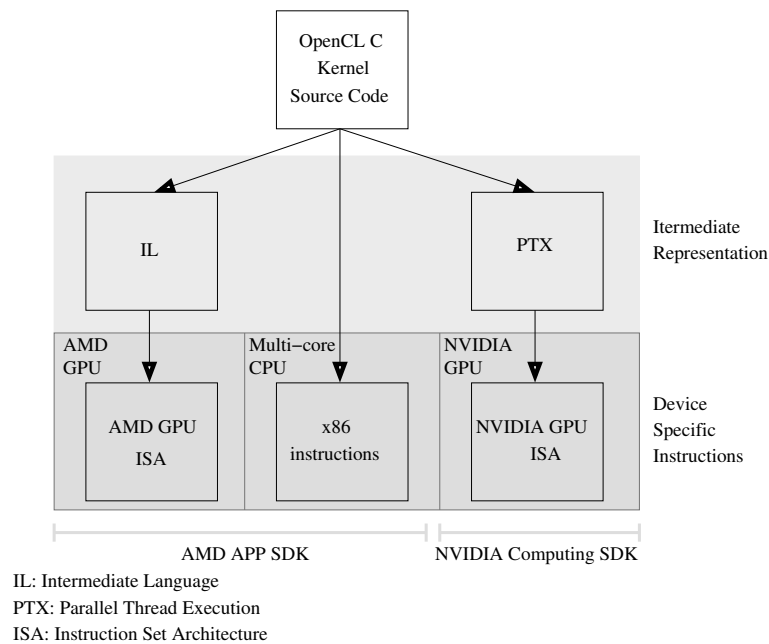 OpenCL C
Kernel
Source Code
IL
PTX
Itermediate
Representation
AMD
GPU
Multi−core
CPU
NVIDIA
GPU
AMD GPU
ISA
x86
instructions
NVIDIA GPU
ISA
Device
Specific
Instructions
AMD APP SDK
NVIDIA Computing SDK
IL: Intermediate Language
PTX: Parallel Thread Execution
ISA: Instruction Set Architecture